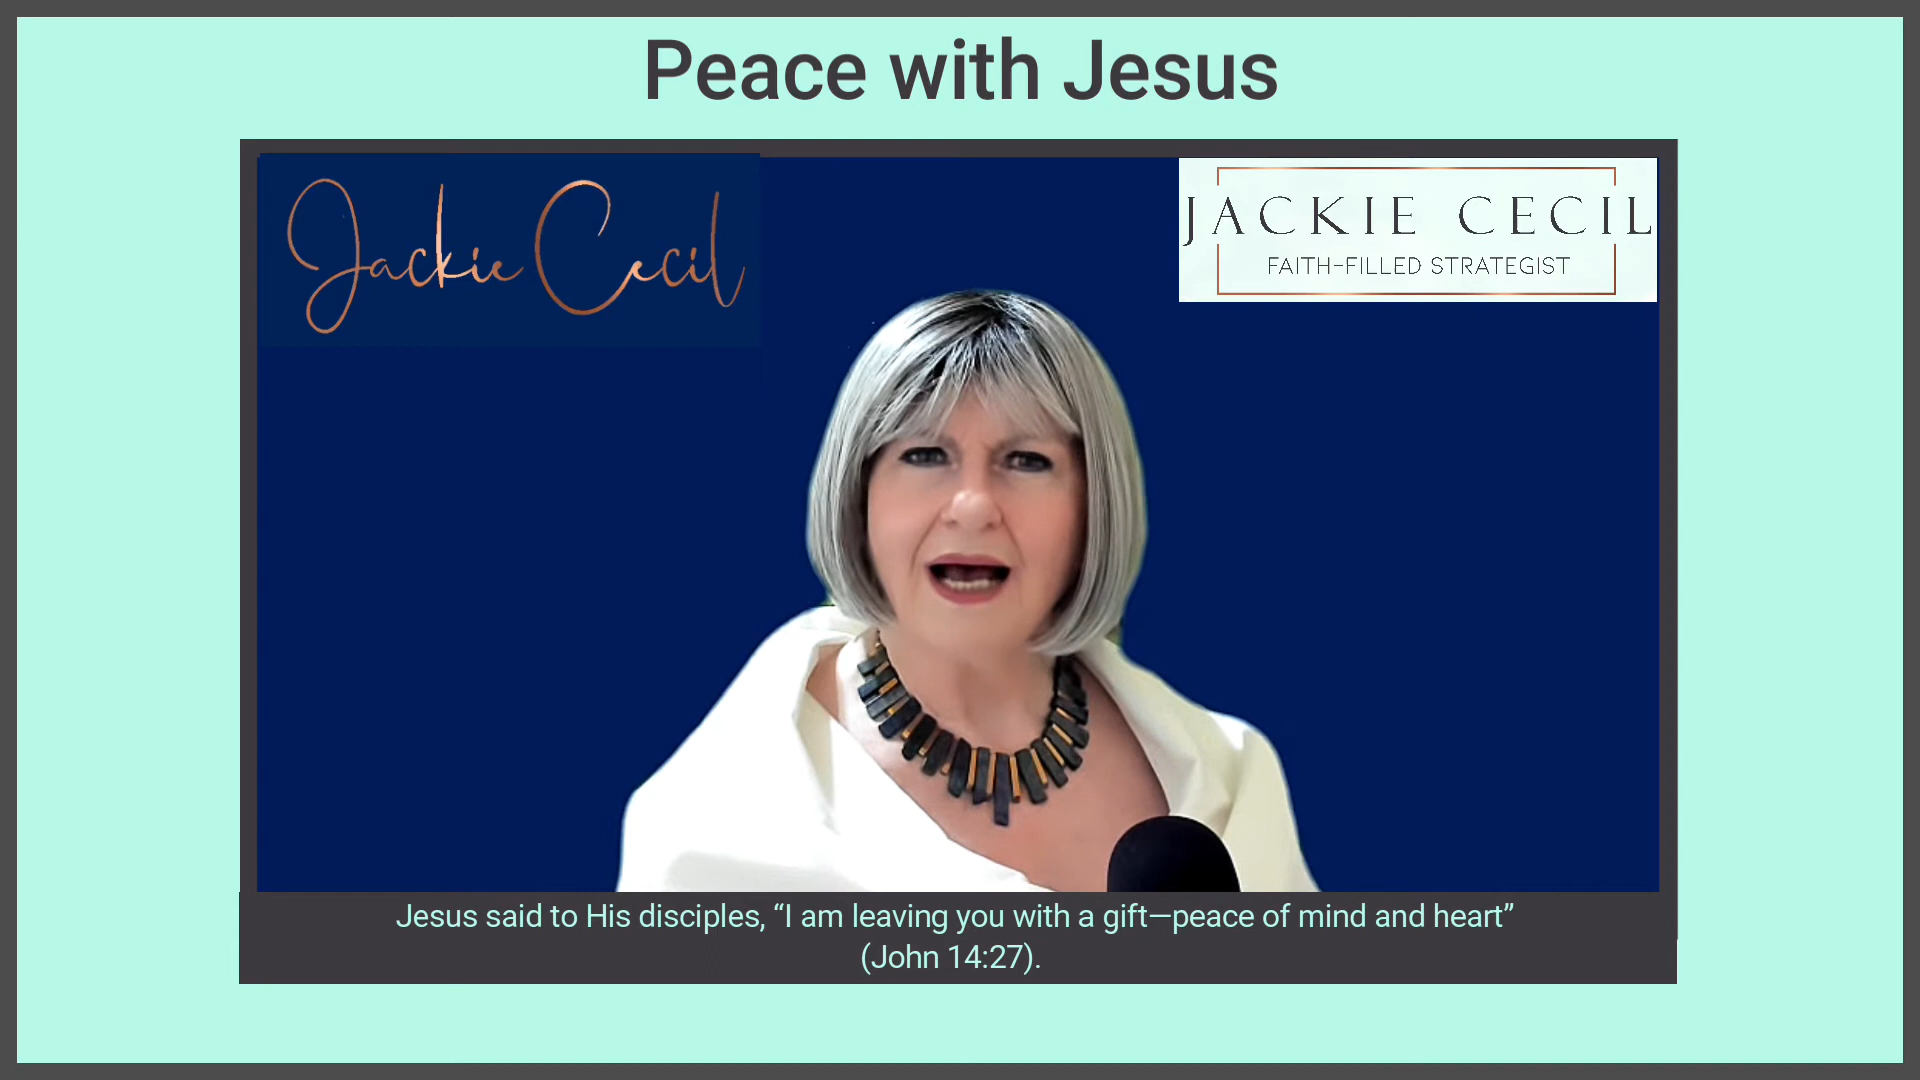 Peace with Jesus
Jackie Cecil
JACKIE CECIL
FAITH-FILLED STRATEGIST
Jesus said to His disciples, “I am leaving you with a gift—peace of mind and heart”
(John 14:27).